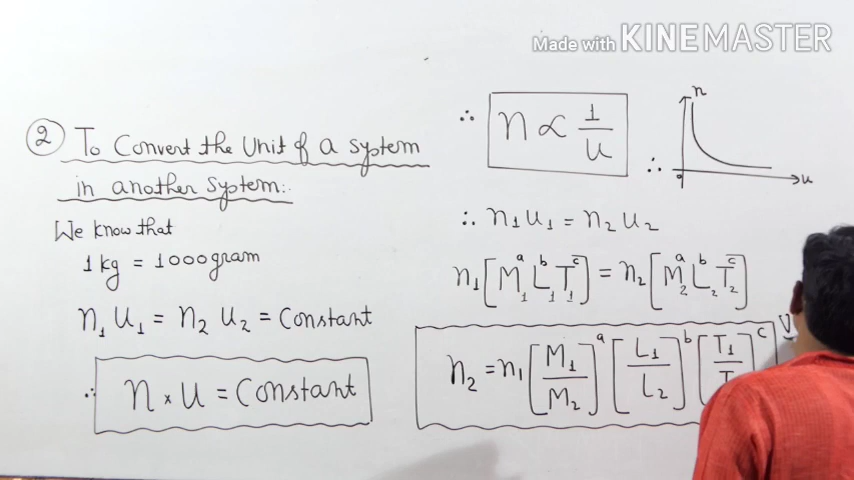 Made with KINEMASTER
② To Convert the Unit of a System
in another System:.
We know that
1 kg = 1000 gram
n₁ U₁ = n₂ U₂ = Constant
∴ n × u = Constant
∴ n ∝ 1/u
∴ n 0 u
∴ n₁ u₁ = n₂ u₂
n₁ [M₁ᵃ L₁ᵇ T₁ᶜ] = n₂ [M₂ᵃ L₂ᵇ T₂ᶜ]
n₂ = n₁ [M₁/M₂]ᵃ [L₁/L₂]ᵇ [T₁/T]ᶜ